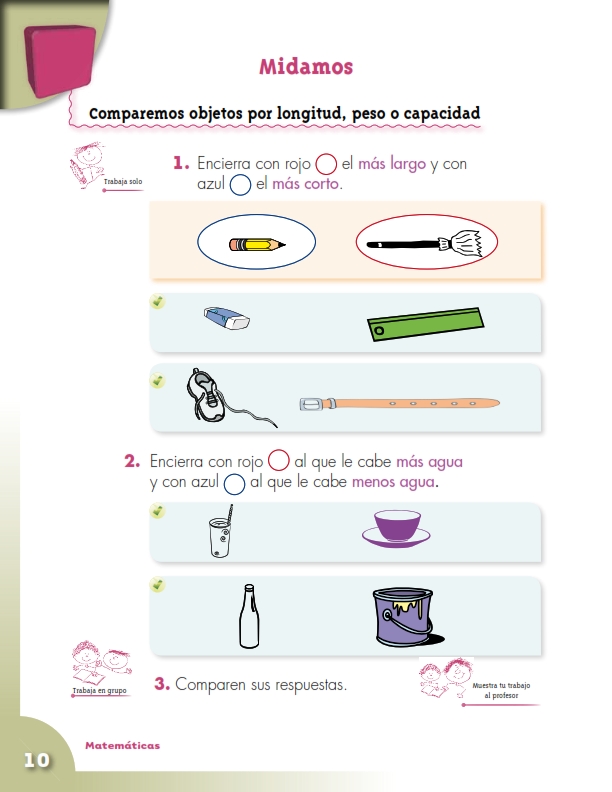 Midamos
Comparemos objetos por longitud, peso o capacidad
Trabaja solo
1. Encierra con rojo el más largo y con
azul el más corto.
2. Encierra con rojo al que le cabe más agua
y con azul al que le cabe menos agua.
Trabaja en grupo
3. Comparen sus respuestas.
Muestra tu trabajo
al profesor
Matemáticas
10